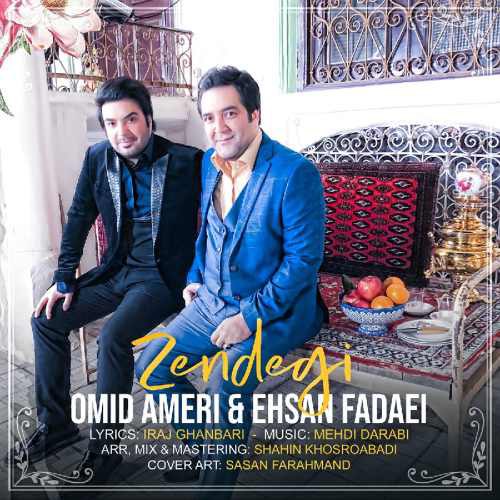 Zendegi
OMID AMERI & EHSAN FADAEI
LYRICS: IRAJ GHANBARI - MUSIC: MEHDI DARABI
ARR, MIX & MASTERING: SHAHIN KHOSROABADI
COVER ART: SASAN FARAHMAND